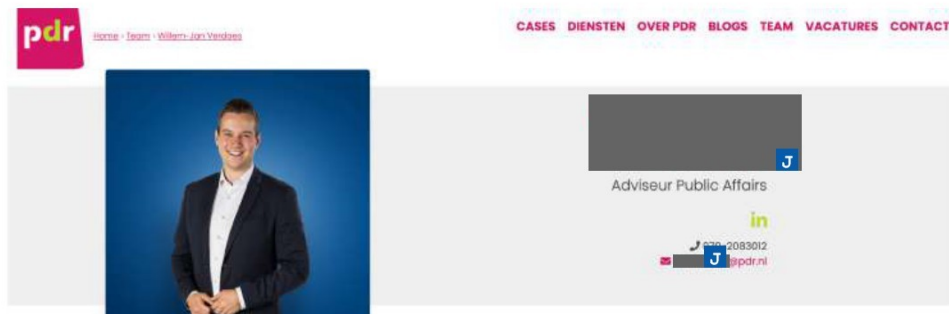 pdr
Home › Team › Willem-Jan Verdaes
CASES DIENSTEN OVER PDR BLOGS TEAM VACATURES CONTACT
J
Adviseur Public Affairs
in
-2083012
J @pdr.nl